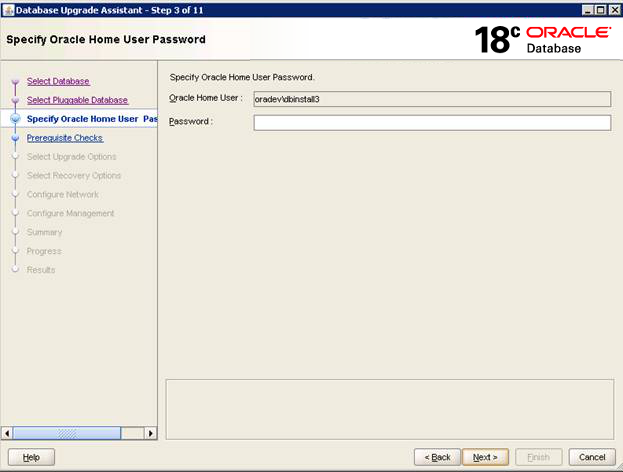 Database Upgrade Assistant - Step 3 of 11
Specify Oracle Home User Password
18c ORACLE
Database
Select Database
Select Pluggable Database
Specify Oracle Home User Pas
Prerequisite Checks
Select Upgrade Options
Select Recovery Options
Configure Network
Configure Management
Summary
Progress
Results
Specify Oracle Home User Password.
Oracle Home User :
oradev\dbinstall3
Password :
Help
< Back
Next >
Finish
Cancel